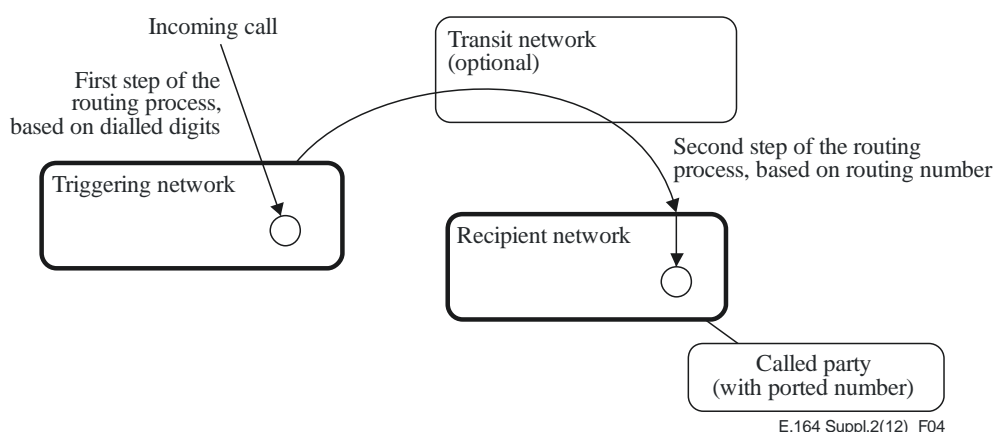 Incoming call
First step of the
routing process,
based on dialled digits
Transit network
(optional)
Second step of the routing
process, based on routing number
Triggering network
Recipient network
Called party
(with ported number)
E.164 Suppl.2(12)_F04